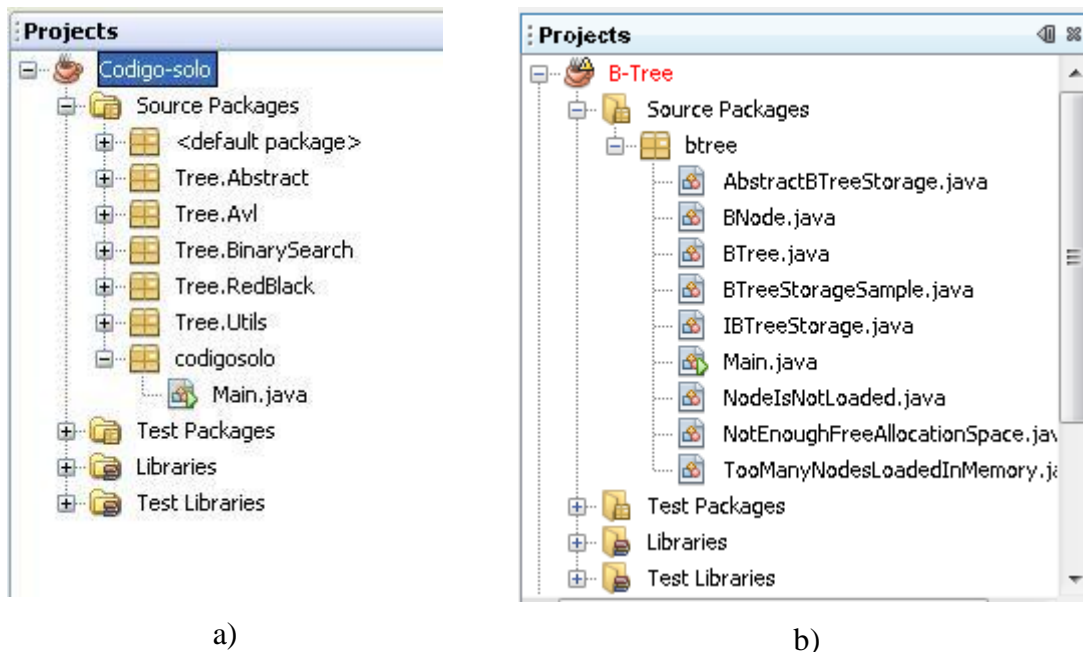 Projects
Codigo-solo
Source Packages
<default package>
Tree.Abstract
Tree.Avl
Tree.BinarySearch
Tree.RedBlack
Tree.Utils
codigosolo
Main.java
Test Packages
Libraries
Test Libraries
a)
Projects
B-Tree
Source Packages
btree
AbstractBTreeStorage.java
BNode.java
BTree.java
BTreeStorageSample.java
IBTreeStorage.java
Main.java
NodeIsNotLoaded.java
NotEnoughFreeAllocationSpace.jav
TooManyNodesLoadedInMemory.ja
Test Packages
Libraries
Test Libraries
b)